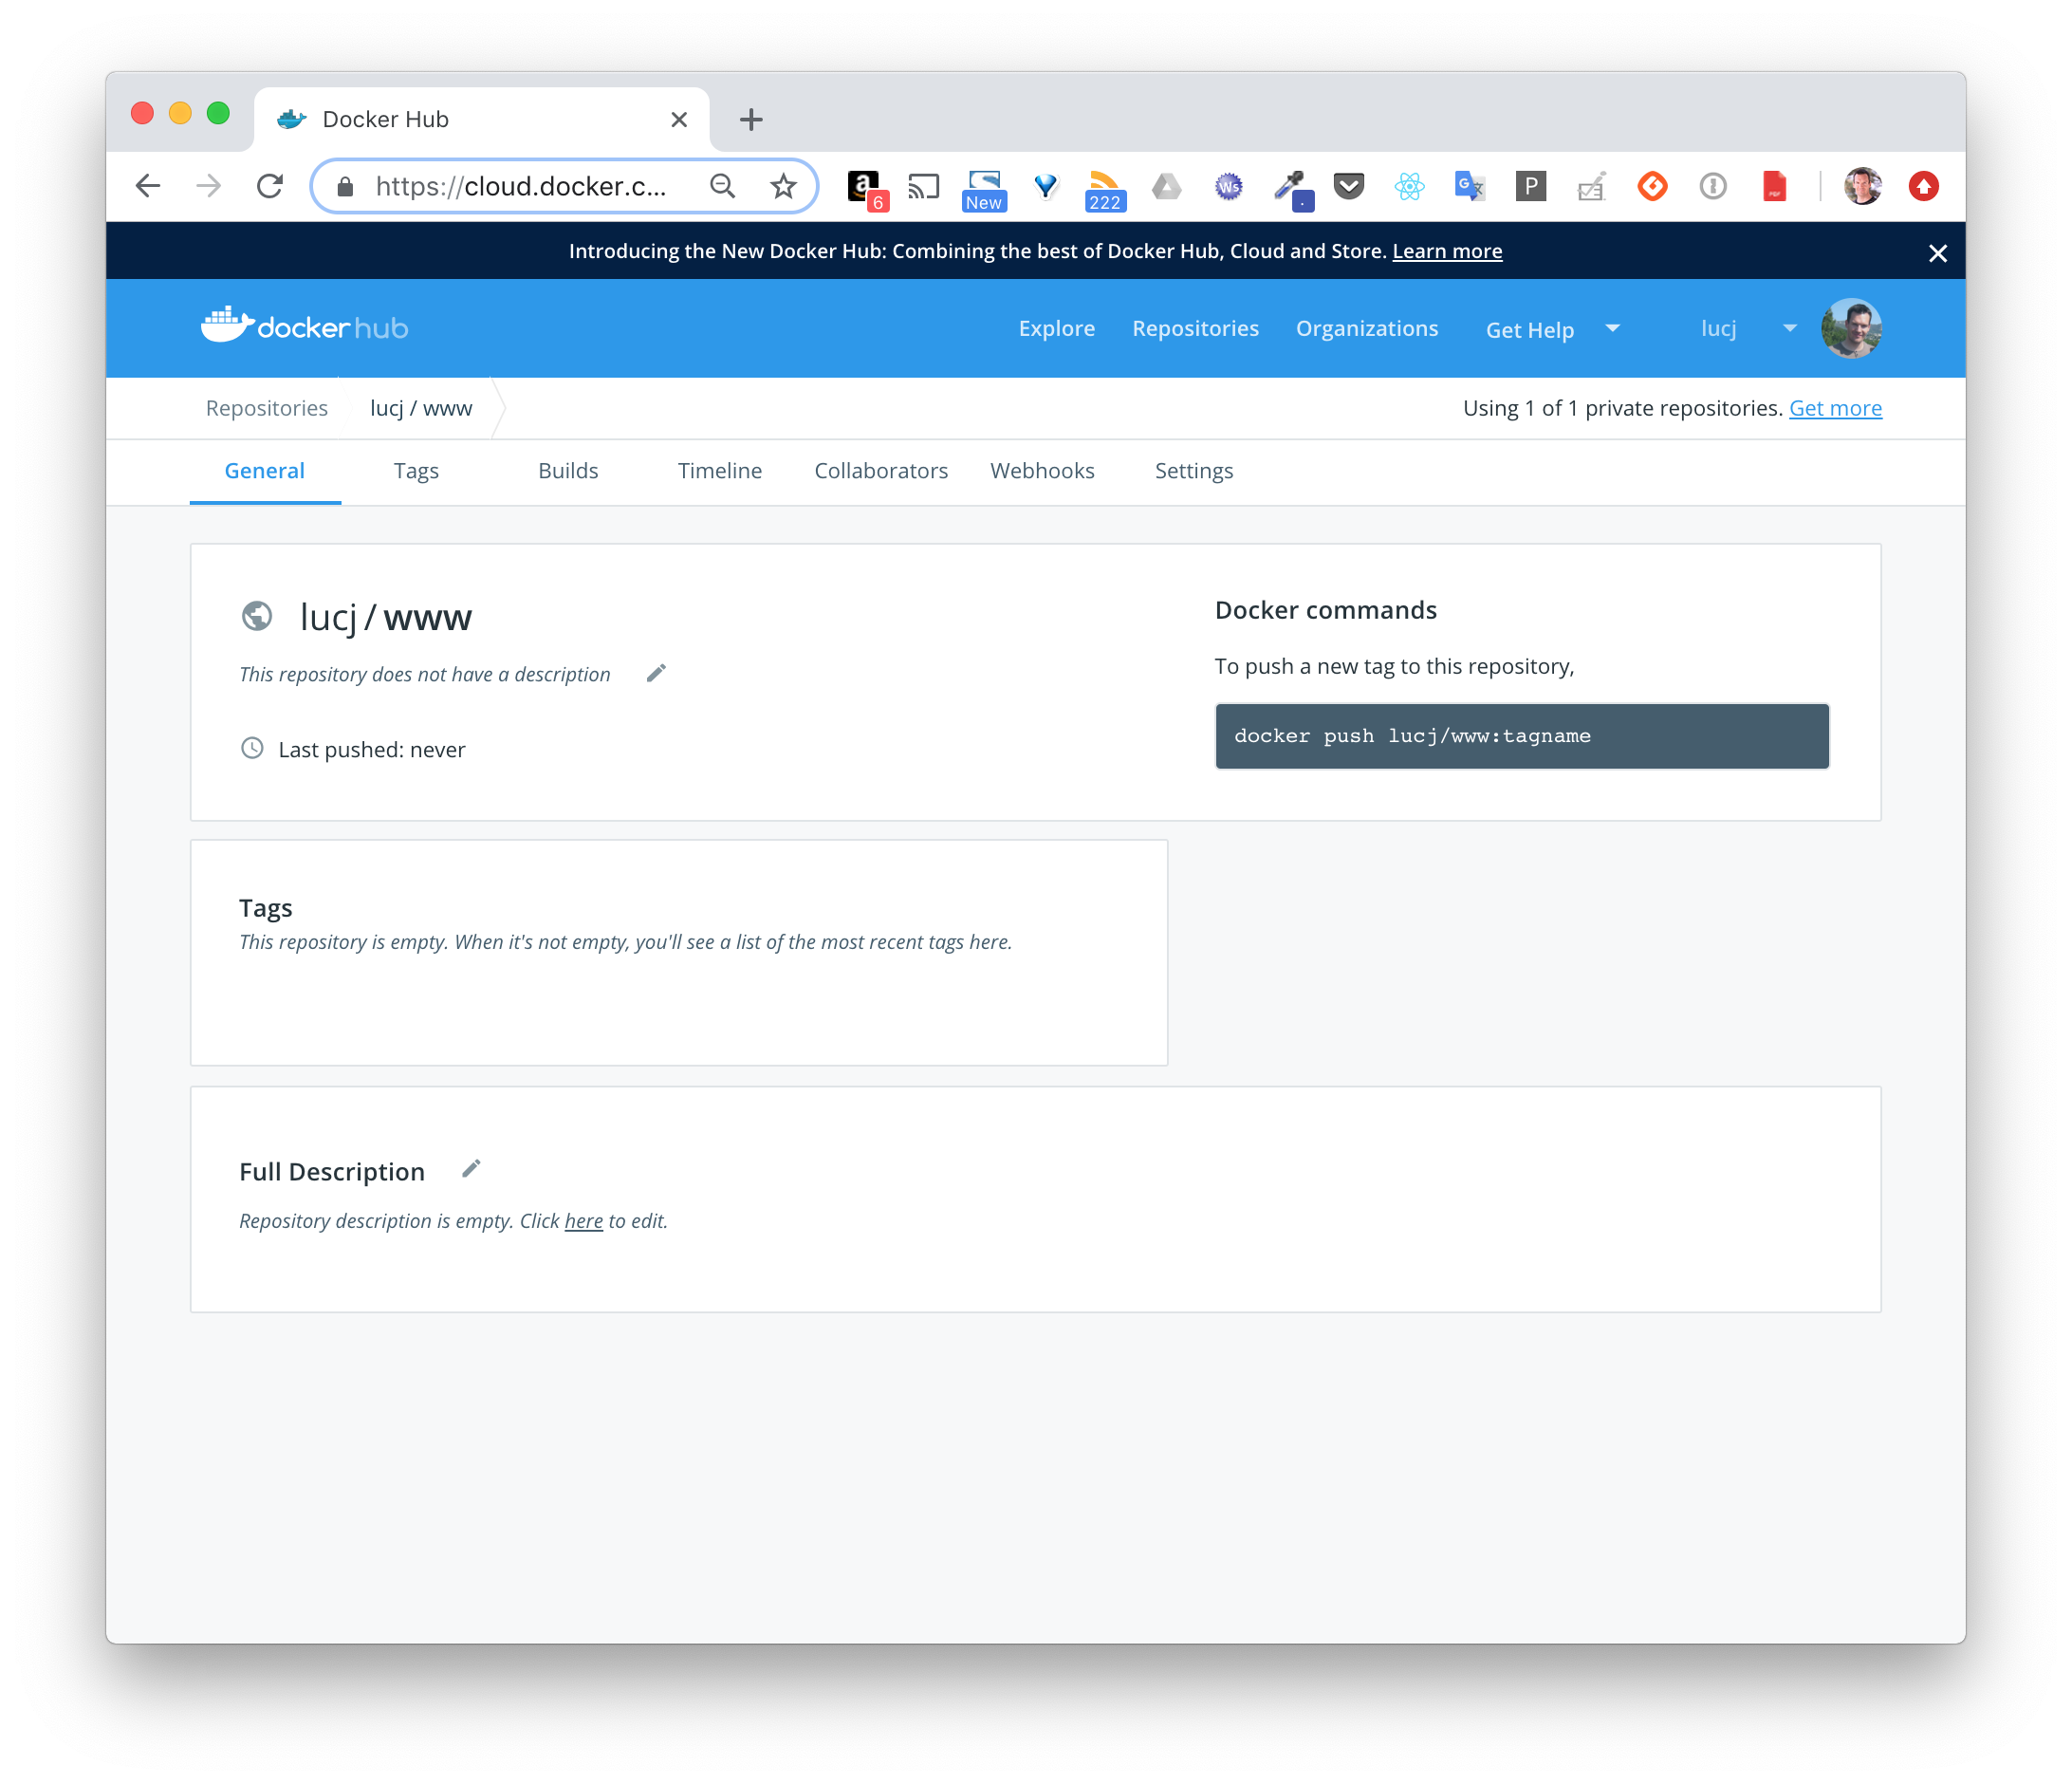 Docker Hub
https://cloud.docker.c...
6
New
222
Ws
G
P
PDF
Introducing the New Docker Hub: Combining the best of Docker Hub, Cloud and Store. Learn more
docker hub
Explore Repositories Organizations Get Help lucj
Repositories lucj / www Using 1 of 1 private repositories. Get more
General Tags Builds Timeline Collaborators Webhooks Settings
lucj / www
This repository does not have a description
Last pushed: never
Docker commands
To push a new tag to this repository,
docker push lucj/www:tagname
Tags
This repository is empty. When it's not empty, you'll see a list of the most recent tags here.
Full Description
Repository description is empty. Click here to edit.